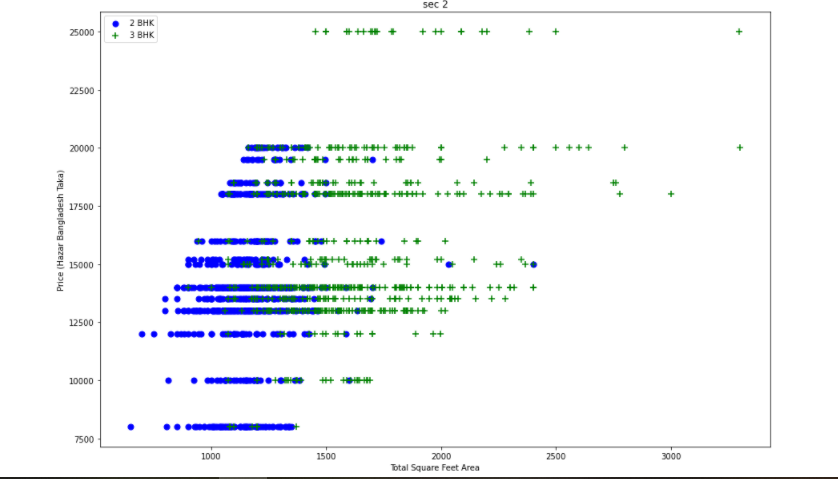 sec 2
2 BHK
3 BHK
Price (Hazar Bangladesh Taka)
25000
22500
20000
17500
15000
12500
10000
7500
1000 1500 2000 2500 3000
Total Square Feet Area